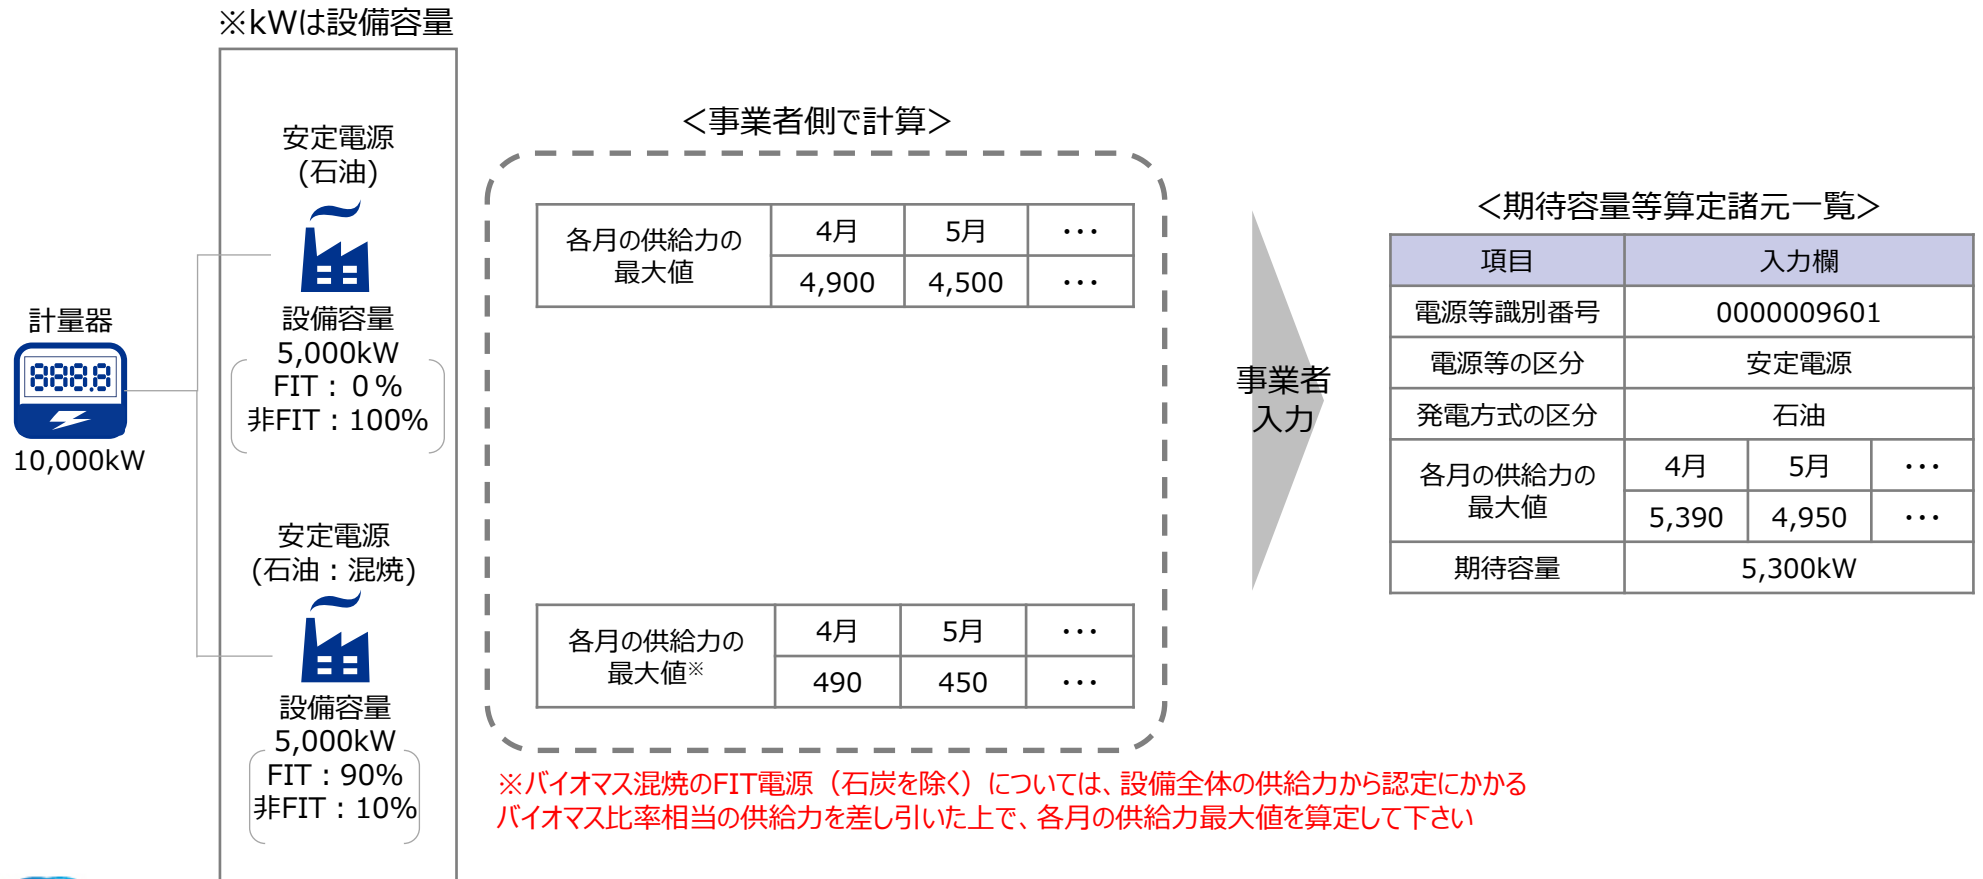 ※kWは設備容量
安定電源
(石油)
設備容量
5,000kW
FIT：０%
非FIT：100%
計量器
888.8
10,000kW
安定電源
(石油：混焼)
設備容量
5,000kW
FIT：90%
非FIT：10%
＜事業者側で計算＞
各月の供給力の
最大値
4月 5月 ･･･
4,900 4,500 ･･･
各月の供給力の
最大値※
4月 5月 ･･･
490 450 ･･･
※バイオマス混焼のFIT電源（石炭を除く）については、設備全体の供給力から認定にかかる
バイオマス比率相当の供給力を差し引いた上で、各月の供給力最大値を算定して下さい
事業者
入力
＜期待容量等算定諸元一覧＞
項目 入力欄
電源等識別番号 0000009601
電源等の区分 安定電源
発電方式の区分 石油
各月の供給力の
最大値
4月 5月 ･･･
5,390 4,950 ･･･
期待容量 5,300kW